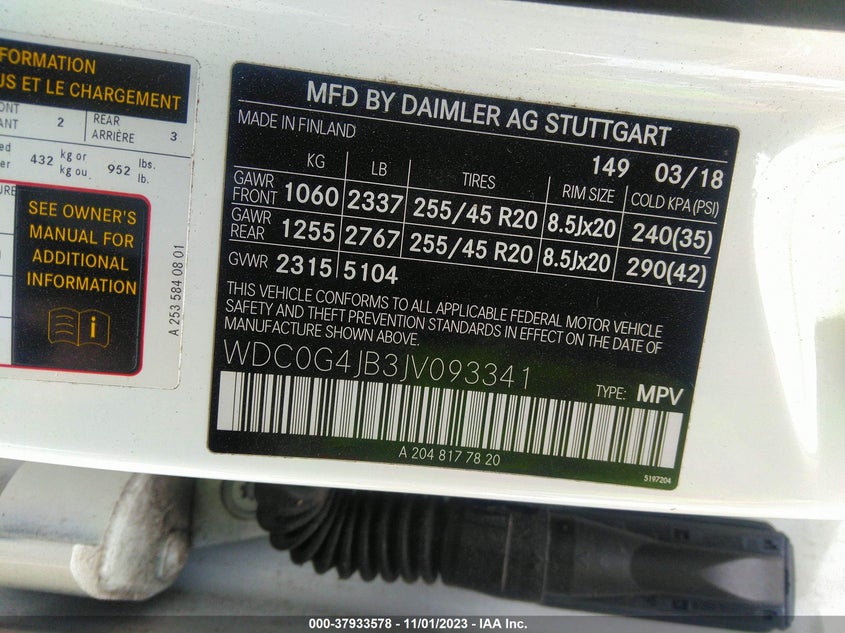 FORMATION
US ET LE CHARGEMENT
2 REAR 3
ARRIÈRE
432 kg or 952 lbs.
kg ou. lb.
SEE OWNER'S
MANUAL FOR
ADDITIONAL
INFORMATION
A 253 584 08 01
MFD BY DAIMLER AG STUTTGART
MADE IN FINLAND 149 03/18
KG LB TIRES RIM SIZE COLD KPA(PSI)
GAWR FRONT 1060 2337 255/45 R20 8.5Jx20 240(35)
GAWR REAR 1255 2767 255/45 R20 8.5Jx20 290(42)
GVWR 2315 5104
THIS VEHICLE CONFORMS TO ALL APPLICABLE FEDERAL MOTOR VEHICLE
SAFETY AND THEFT PREVENTION STANDARDS IN EFFECT ON THE DATE OF
MANUFACTURE SHOWN ABOVE.
WDC0G4JB3JV093341
TYPE: MPV
A 204 817 78 20
5197204
000-37933578 - 11/01/2023 - IAA Inc.